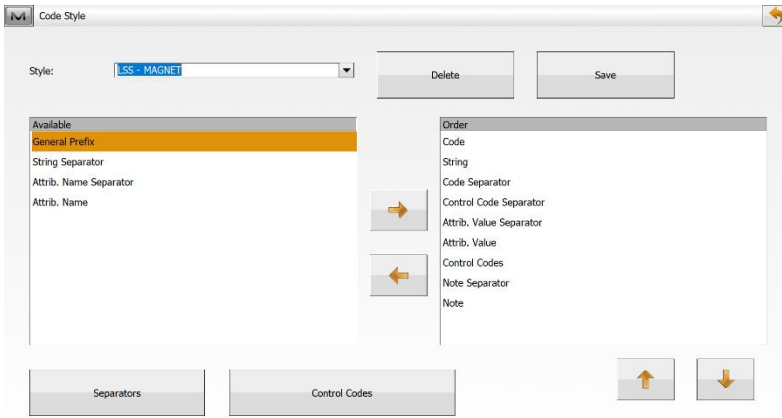 Code Style
Style:
LSS - MAGNET
Delete
Save
Available
General Prefix
String Separator
Attrib. Name Separator
Attrib. Name
Order
Code
String
Code Separator
Control Code Separator
Attrib. Value Separator
Attrib. Value
Control Codes
Note Separator
Note
Separators
Control Codes